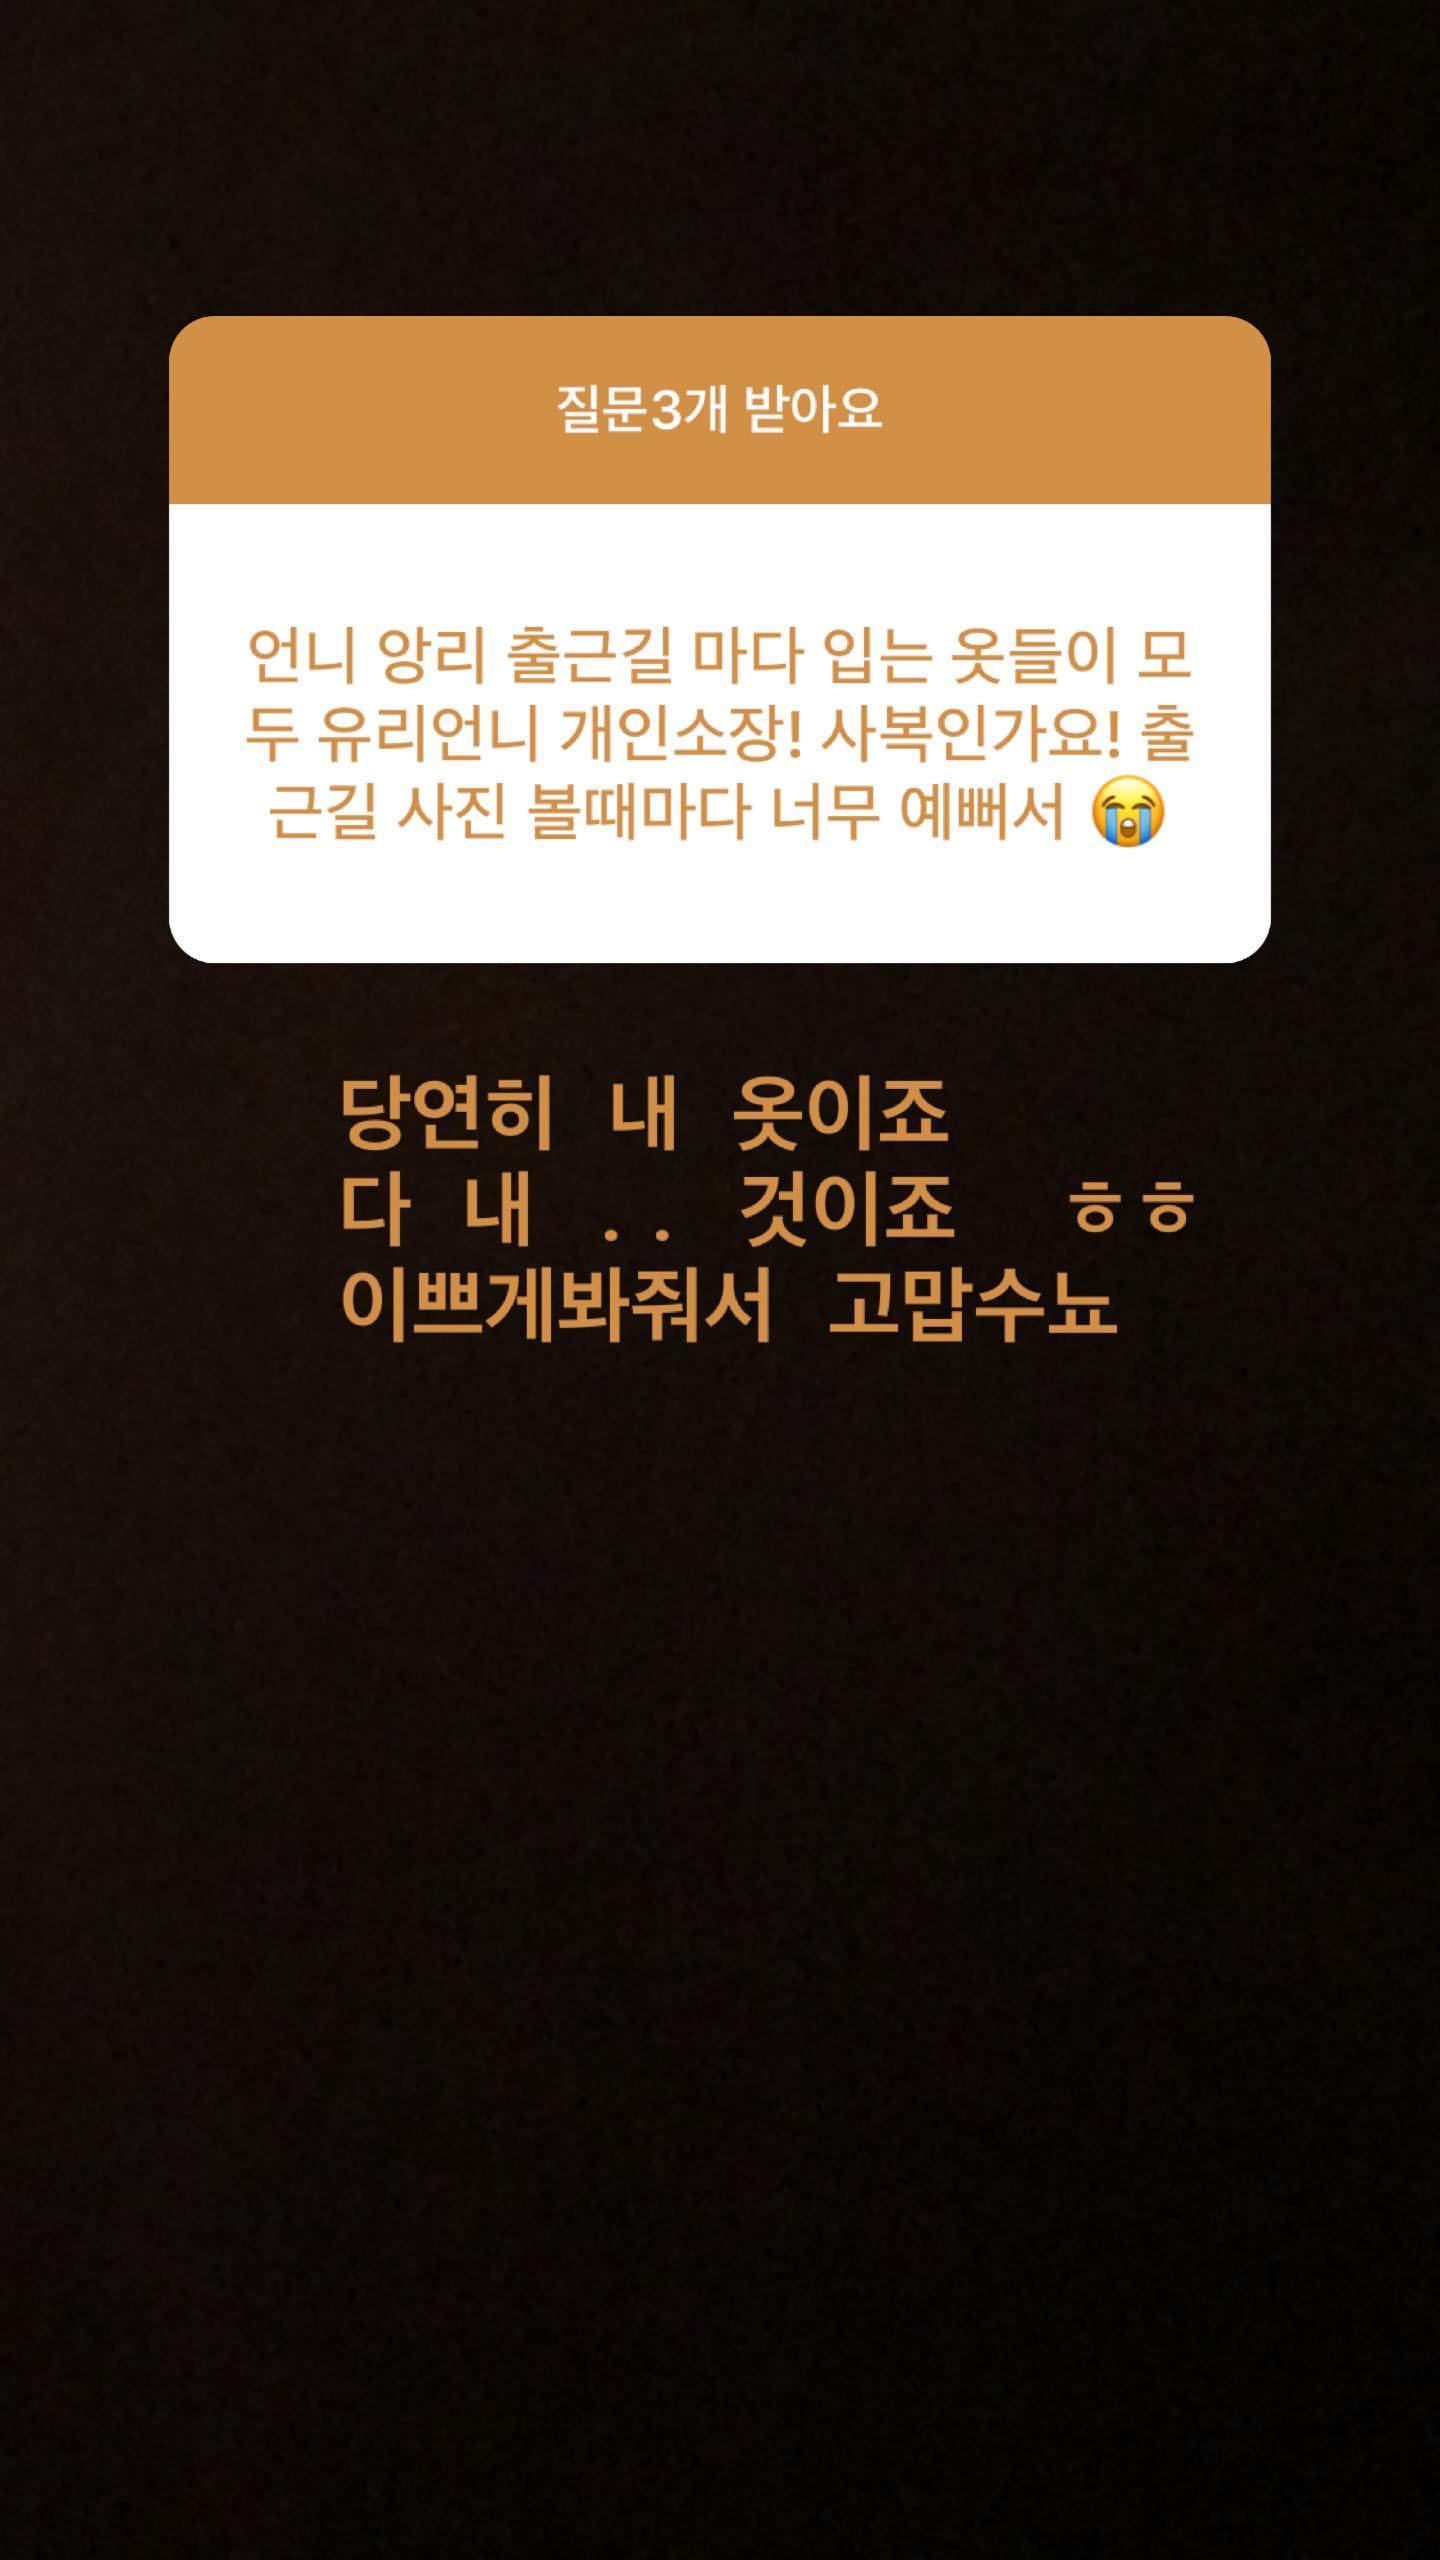 질문3개 받아요
언니 앙리 출근길 마다 입는 옷들이 모
두 유리언니 개인소장! 사복인가요! 출
근길 사진 볼때마다 너무 예뻐서 😭
당연히 내 옷이죠
다 내 .. 것이죠 ㅎㅎ
이쁘게봐줘서 고맙수뇨